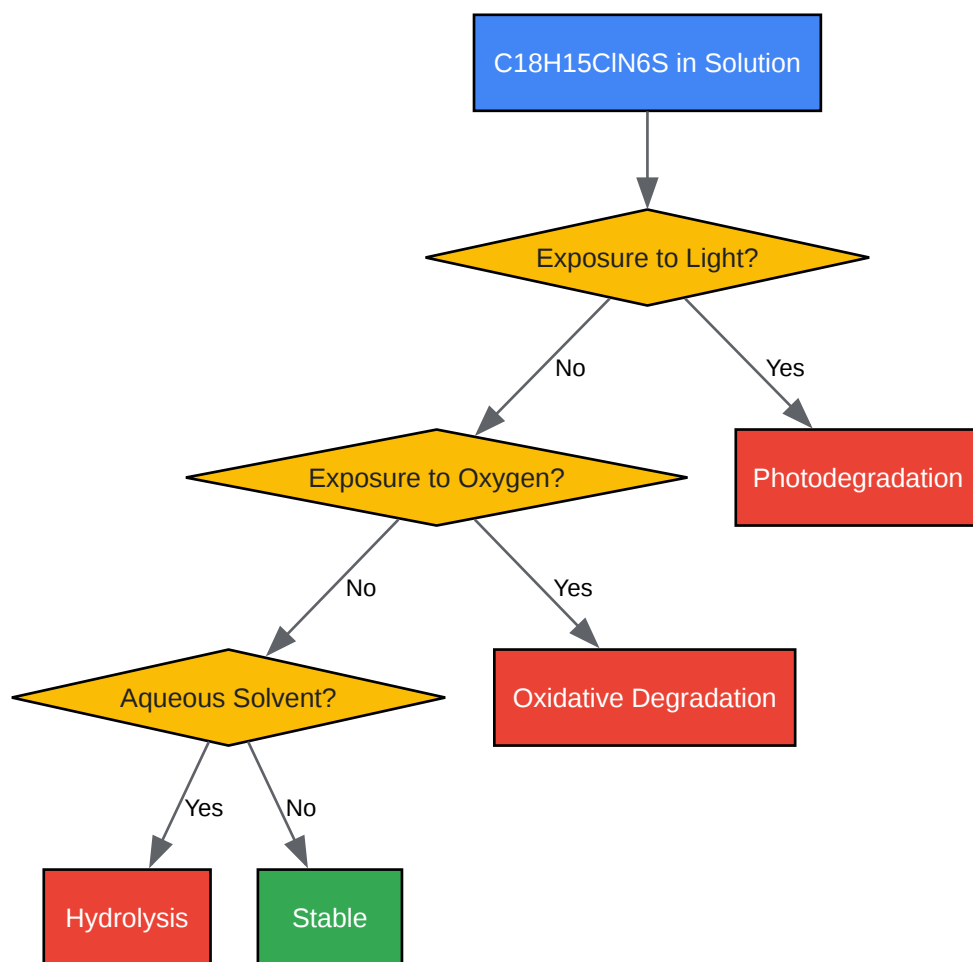 C18H15ClN6S in Solution
Exposure to Light?
No
Yes
Exposure to Oxygen?
Photodegradation
No
Yes
Aqueous Solvent?
Oxidative Degradation
Yes
No
Hydrolysis
Stable